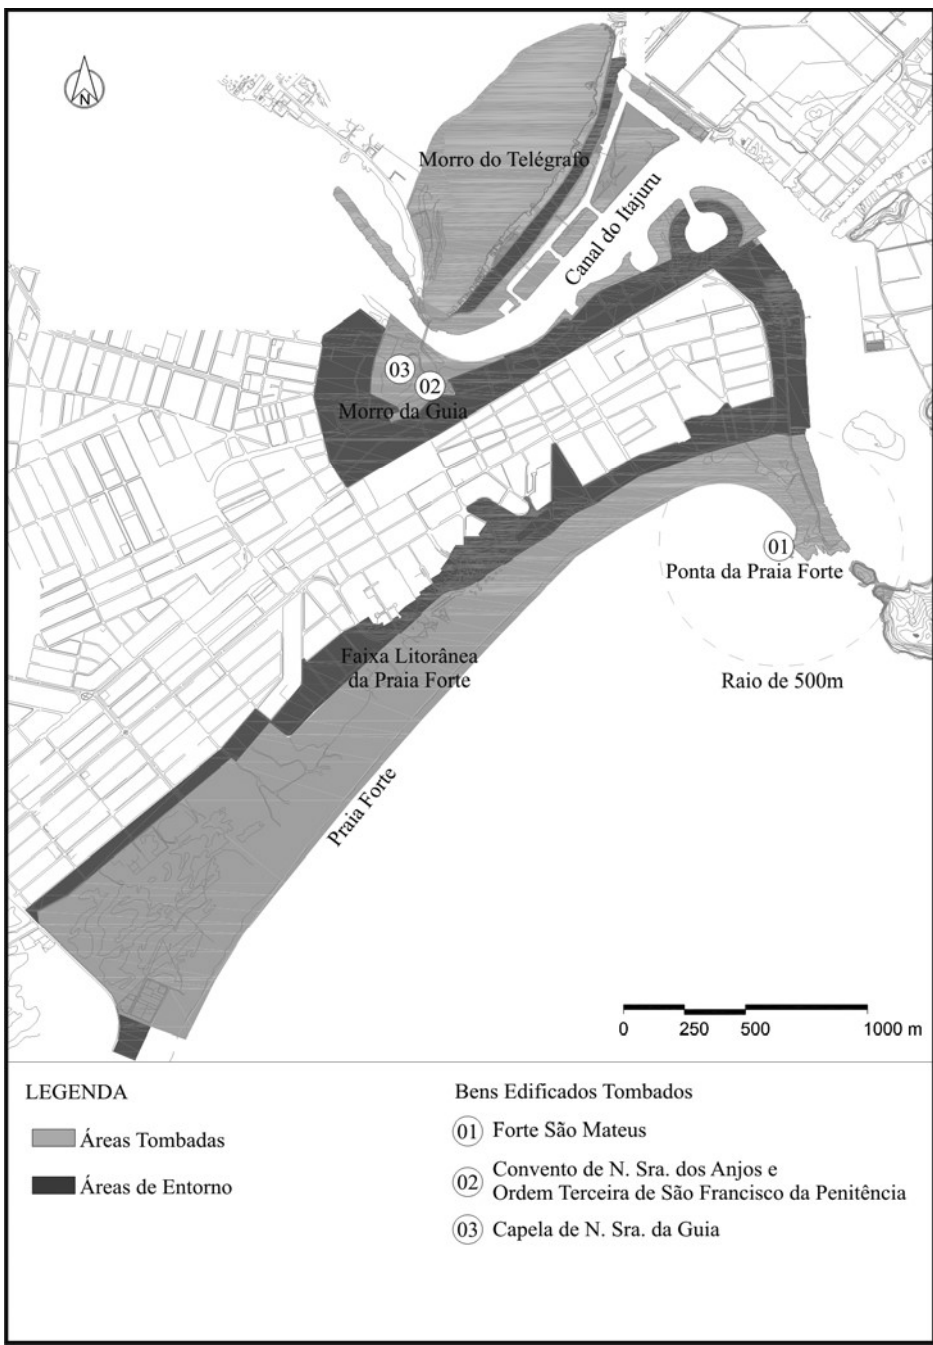 N
Morro do Telégrafo
Canal do Itajuru
03
02
Morro da Guia
01
Ponta da Praia Forte
Faixa Litorânea
da Praia Forte
Raio de 500m
Praia Forte
0 250 500 1000 m
LEGENDA
Áreas Tombadas
Áreas de Entorno
Bens Edificados Tombados
01 Forte São Mateus
02 Convento de N. Sra. dos Anjos e
Ordem Terceira de São Francisco da Penitência
03 Capela de N. Sra. da Guia